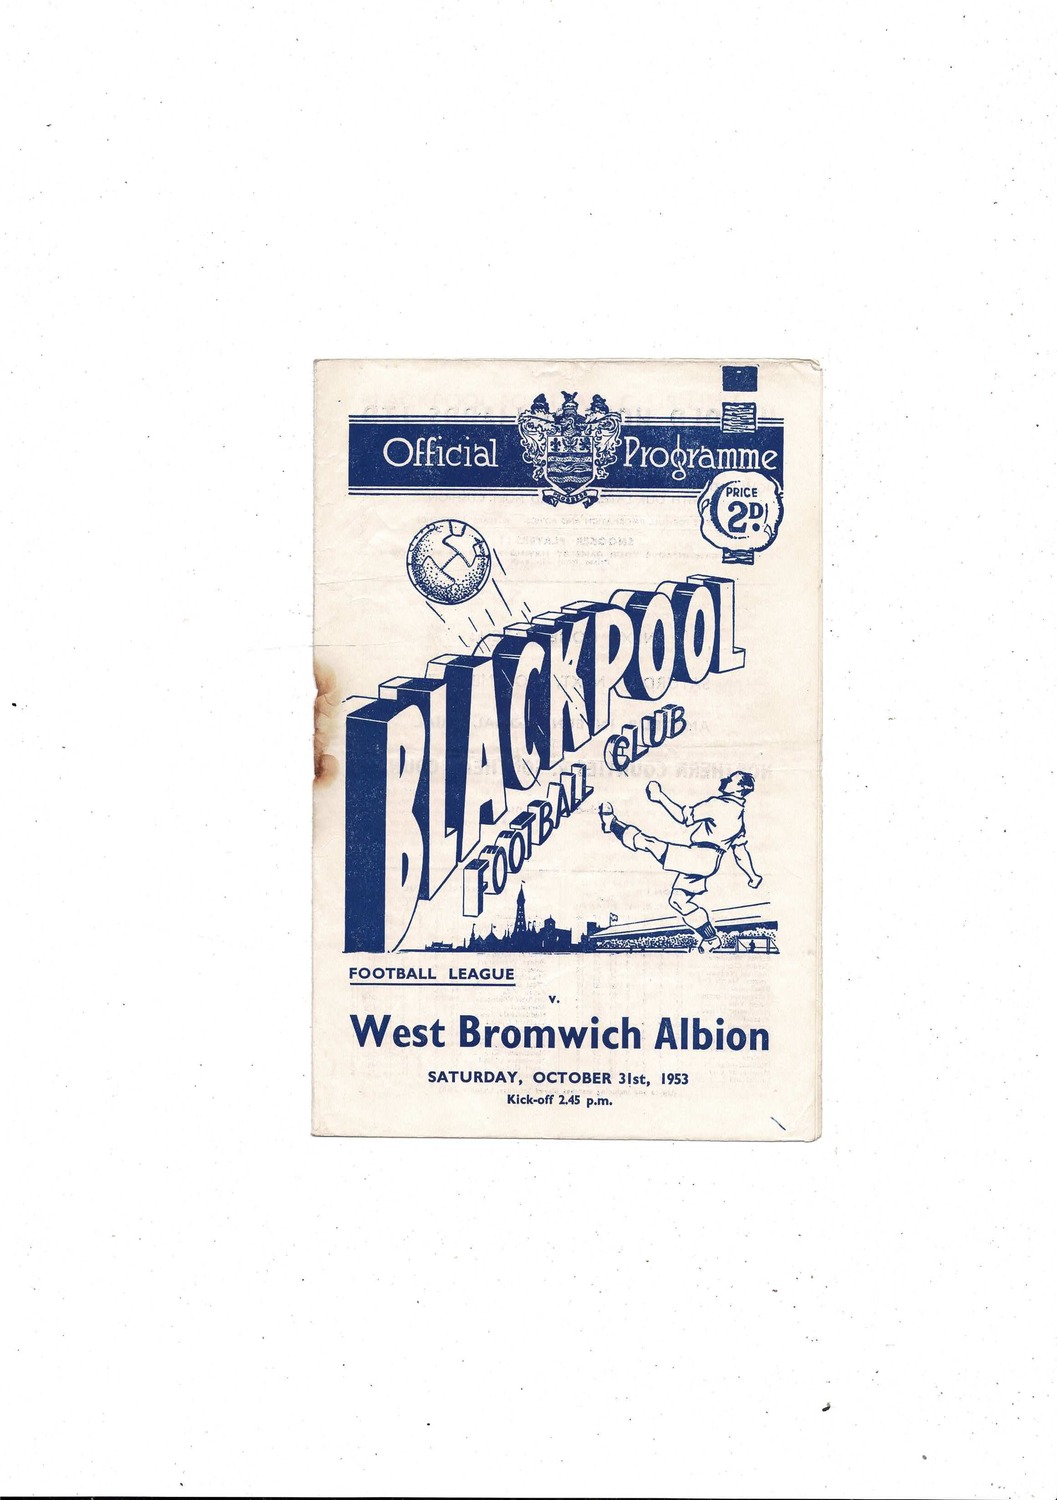 Official Programme
PRICE
2D.
BLACKPOOL
FOOTBALL CLUB
FOOTBALL LEAGUE
v.
West Bromwich Albion
SATURDAY, OCTOBER 31st, 1953
Kick-off 2.45 p.m.